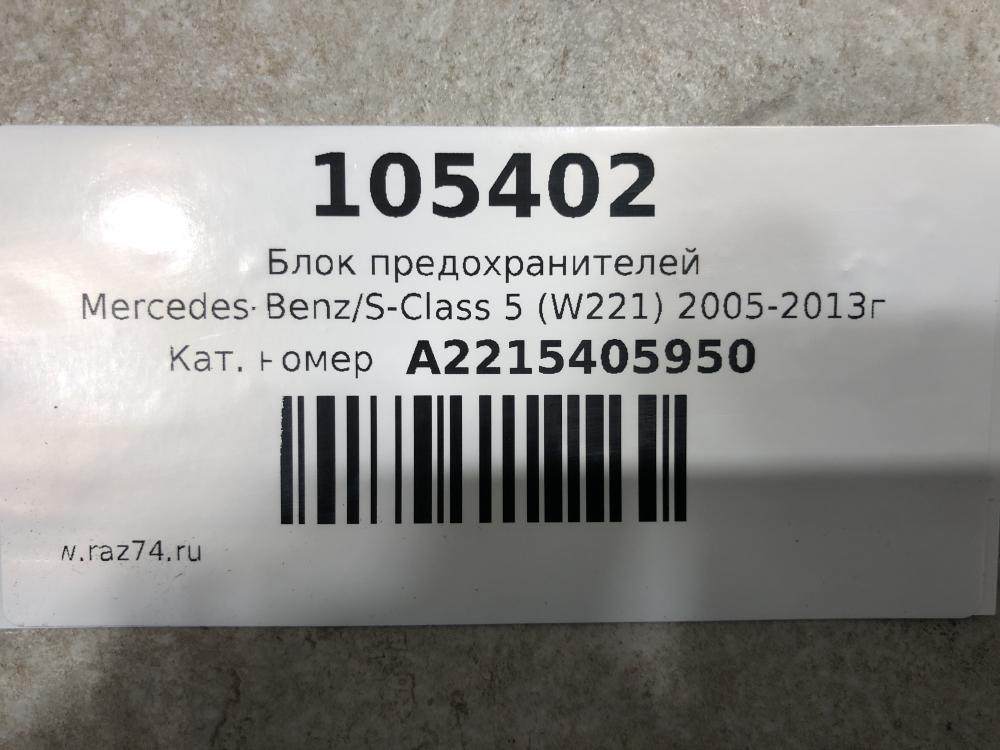 105402
Блок предохранителей
Mercedes-Benz/S-Class 5 (W221) 2005-2013г
Кат. номер A2215405950
w.raz74.ru